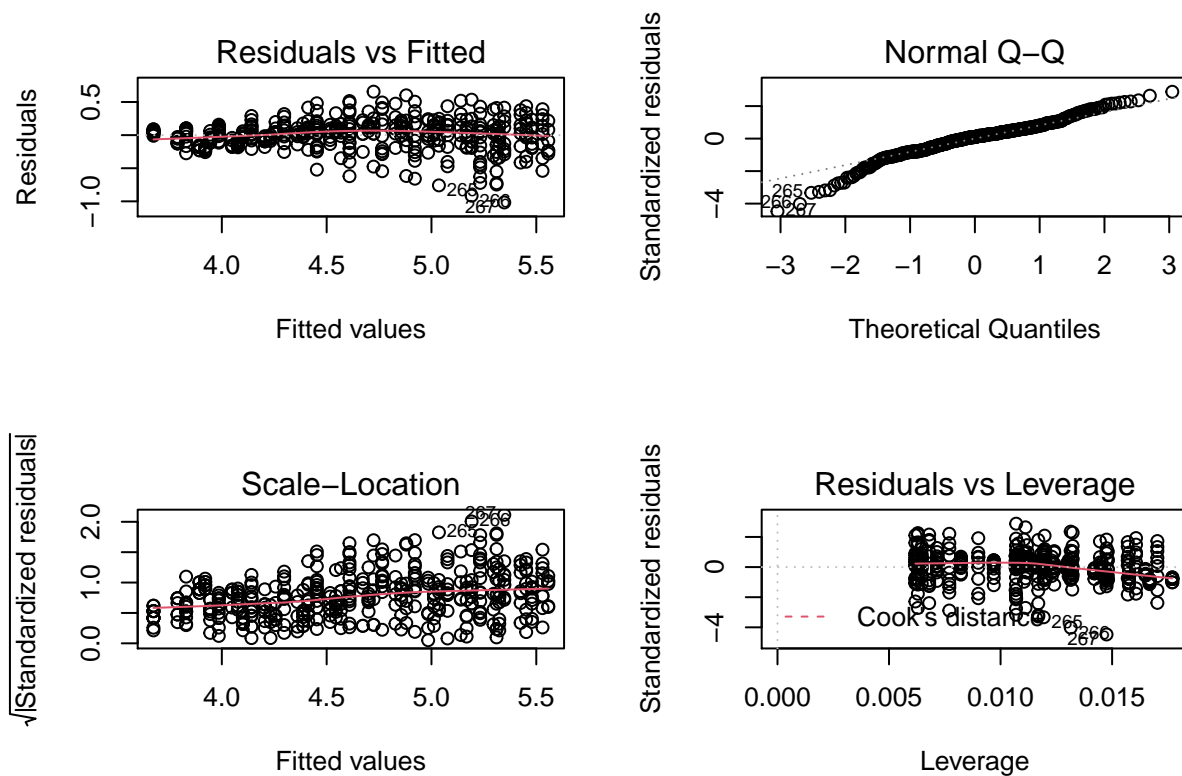 Residuals vs Fitted
Residuals
0.5
−1.0
265
266
267
4.0 4.5 5.0 5.5
Fitted values
Normal Q−Q
Standardized residuals
0
−4
265
266
267
−3 −2 −1 0 1 2 3
Theoretical Quantiles
Scale−Location
√|Standardized residuals|
2.0
1.0
0.0
267
266
265
4.0 4.5 5.0 5.5
Fitted values
Residuals vs Leverage
Standardized residuals
0
−4
Cook's distance
265
266
267
0.000 0.005 0.010 0.015
Leverage